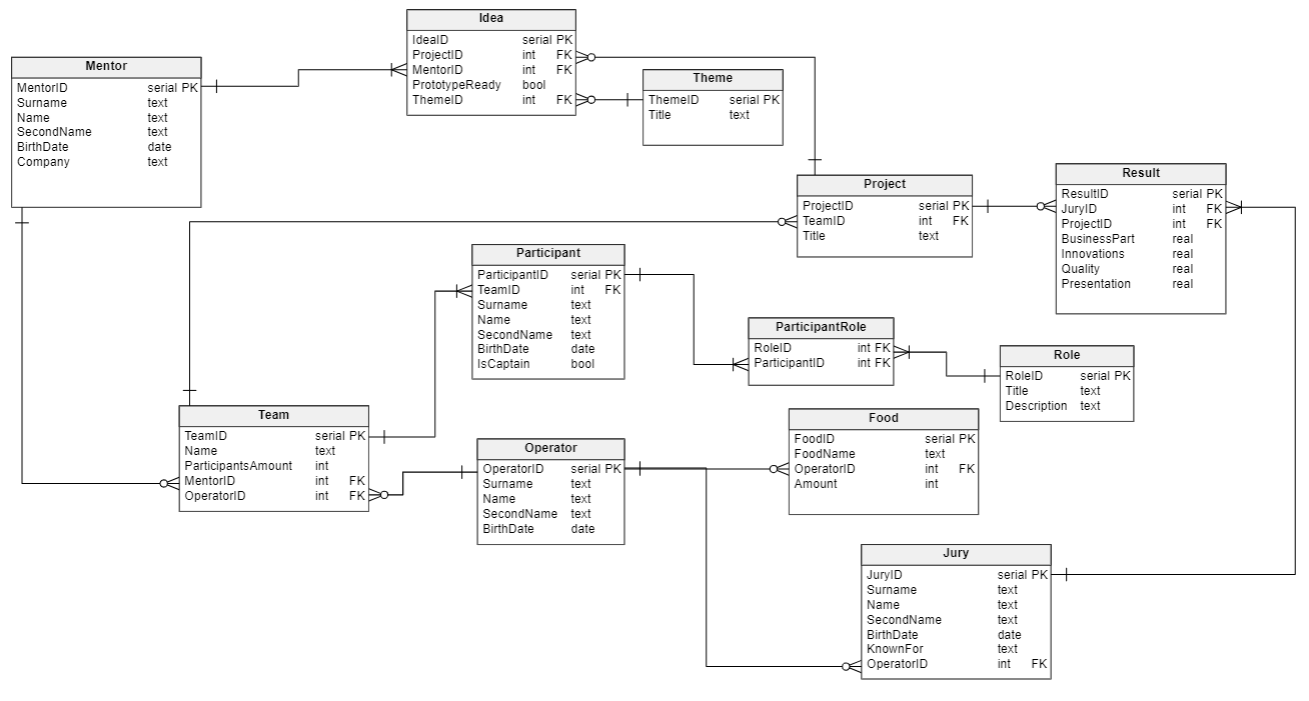 Idea
IdeaID serial PK
ProjectID int FK
MentorID int FK
PrototypeReady bool
ThemeID int FK
Mentor
MentorID serial PK
Surname text
Name text
SecondName text
BirthDate date
Company text
Theme
ThemeID serial PK
Title text
Project
ProjectID serial PK
TeamID int FK
Title text
Result
ResultID serial PK
JuryID int FK
ProjectID int FK
BusinessPart real
Innovations real
Quality real
Presentation real
Participant
ParticipantID serial PK
TeamID int FK
Surname text
Name text
SecondName text
BirthDate date
IsCaptain bool
ParticipantRole
RoleID int FK
ParticipantID int FK
Role
RoleID serial PK
Title text
Description text
Team
TeamID serial PK
Name text
ParticipantsAmount int
MentorID int FK
OperatorID int FK
Operator
OperatorID serial PK
Surname text
Name text
SecondName text
BirthDate date
Food
FoodID serial PK
FoodName text
OperatorID int FK
Amount int
Jury
JuryID serial PK
Surname text
Name text
SecondName text
BirthDate date
KnownFor text
OperatorID int FK